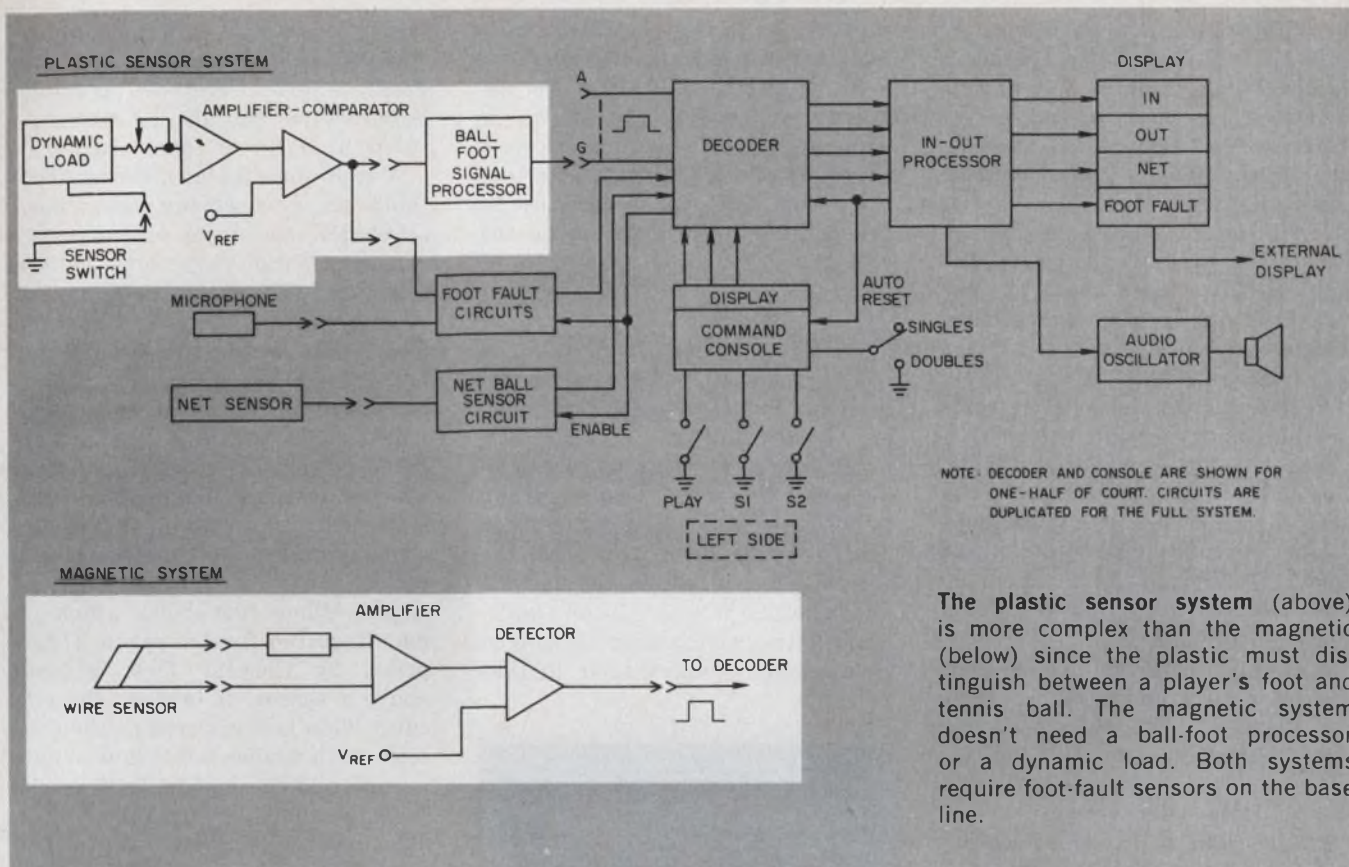 PLASTIC SENSOR SYSTEM
DYNAMIC
LOAD
AMPLIFIER-COMPARATOR
VREF
SENSOR
SWITCH
BALL
FOOT
SIGNAL
PROCESSOR
A
G
DECODER
IN-OUT
PROCESSOR
DISPLAY
IN
OUT
NET
FOOT FAULT
EXTERNAL
DISPLAY
MICROPHONE
FOOT FAULT
CIRCUITS
NET SENSOR
NET BALL
SENSOR
CIRCUIT
ENABLE
DISPLAY
COMMAND
CONSOLE
AUTO
RESET
SINGLES
DOUBLES
AUDIO
OSCILLATOR
PLAY S1 S2
LEFT SIDE
NOTE: DECODER AND CONSOLE ARE SHOWN FOR
ONE-HALF OF COURT. CIRCUITS ARE
DUPLICATED FOR THE FULL SYSTEM.
MAGNETIC SYSTEM
WIRE SENSOR
AMPLIFIER
DETECTOR
VREF
TO DECODER
The plastic sensor system (above)
is more complex than the magnetic
(below) since the plastic must dis
tinguish between a player's foot and
tennis ball. The magnetic system
doesn't need a ball-foot processor
or a dynamic load. Both systems
require foot-fault sensors on the base
line.